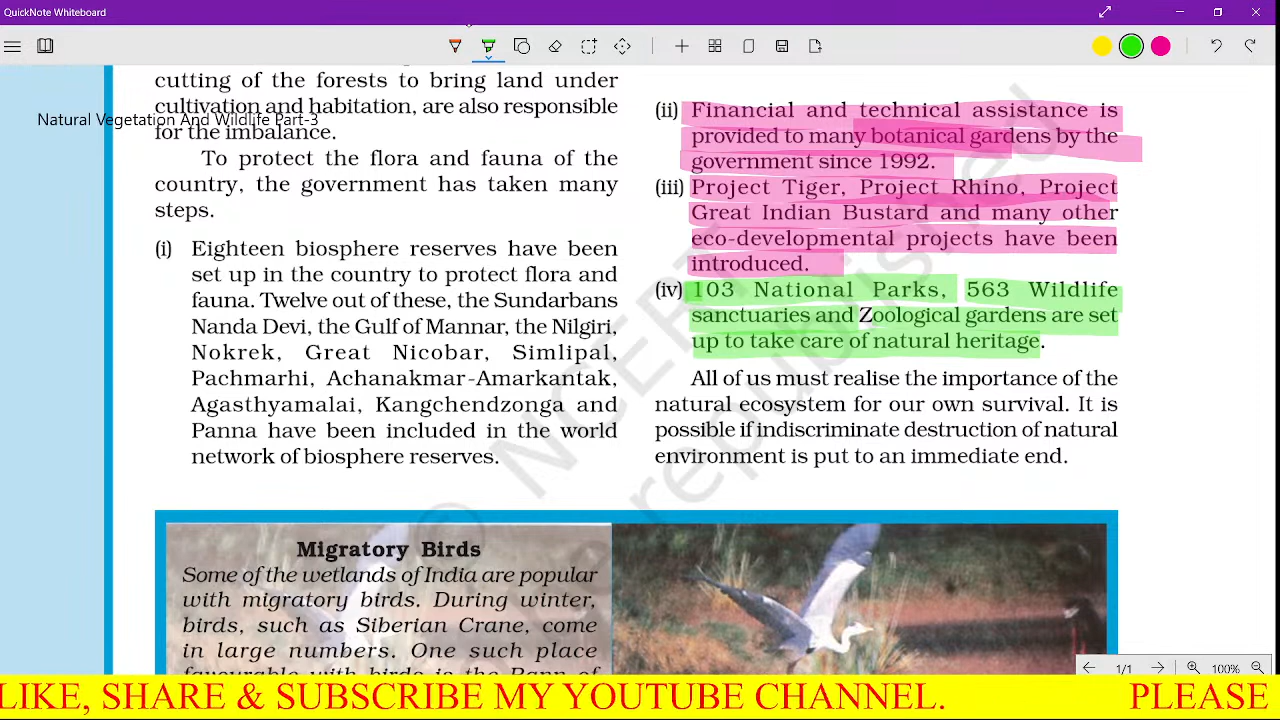 QuickNote Whiteboard
cutting of the forests to bring land under
cultivation and habitation, are also responsible
Natural Vegetation And Wildlife Part-3
for the imbalance.
To protect the flora and fauna of the
country, the government has taken many
steps.
(i) Eighteen biosphere reserves have been
set up in the country to protect flora and
fauna. Twelve out of these, the Sundarbans
Nanda Devi, the Gulf of Mannar, the Nilgiri,
Nokrek, Great Nicobar, Simlipal,
Pachmarhi, Achanakmar-Amarkantak,
Agasthyamalai, Kangchendzonga and
Panna have been included in the world
network of biosphere reserves.
(ii) Financial and technical assistance is
provided to many botanical gardens by the
government since 1992.
(iii) Project Tiger, Project Rhino, Project
Great Indian Bustard and many other
eco-developmental projects have been
introduced.
(iv) 103 National Parks, 563 Wildlife
sanctuaries and Zoological gardens are set
up to take care of natural heritage.
All of us must realise the importance of the
natural ecosystem for our own survival. It is
possible if indiscriminate destruction of natural
environment is put to an immediate end.
© NCERT
republished
Migratory Birds
Some of the wetlands of India are popular
with migratory birds. During winter,
birds, such as Siberian Crane, come
in large numbers. One such place
favourable with birds is the Rann of
1/1
100%
LIKE, SHARE & SUBSCRIBE MY YOUTUBE CHANNEL. PLEASE